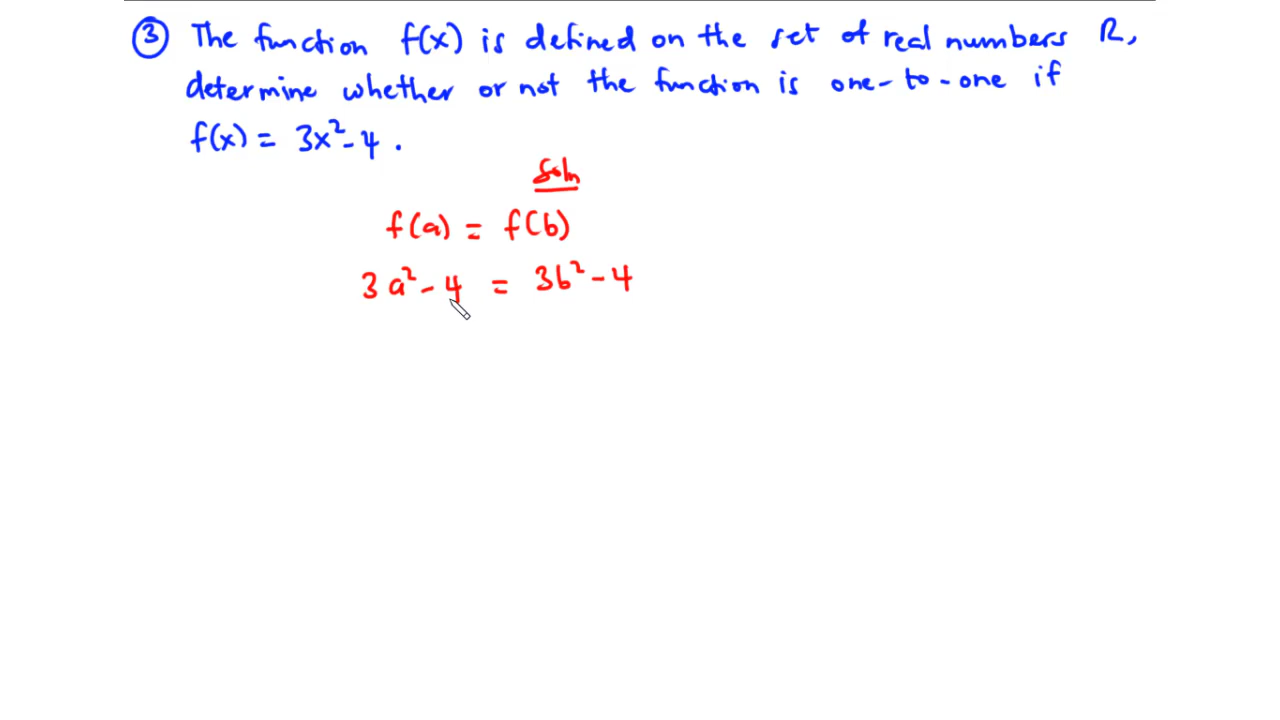 ③ The function f(x) is defined on the set of real numbers R,
determine whether or not the function is one-to-one if
f(x) = 3x²-4 .
Soln
f(a) = f(b)
3a²-4 = 3b²-4